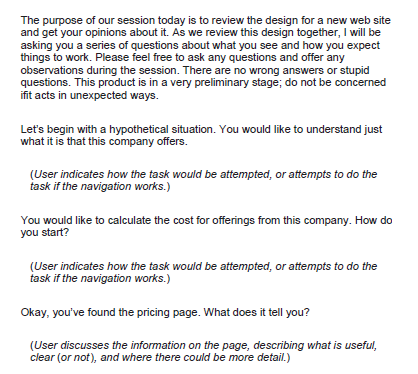 The purpose of our session today is to review the design for a new web site
and get your opinions about it. As we review this design together, I will be
asking you a series of questions about what you see and how you expect
things to work. Please feel free to ask any questions and offer any
observations during the session. There are no wrong answers or stupid
questions. This product is in a very preliminary stage; do not be concerned
ifit acts in unexpected ways.
Let's begin with a hypothetical situation. You would like to understand just
what it is that this company offers.
(User indicates how the task would be attempted, or attempts to do the
task if the navigation works.)
You would like to calculate the cost for offerings from this company. How do
you start?
(User indicates how the task would be attempted, or attempts to do the
task if the navigation works.)
Okay, you've found the pricing page. What does it tell you?
(User discusses the information on the page, describing what is useful,
clear (or not), and where there could be more detail.)